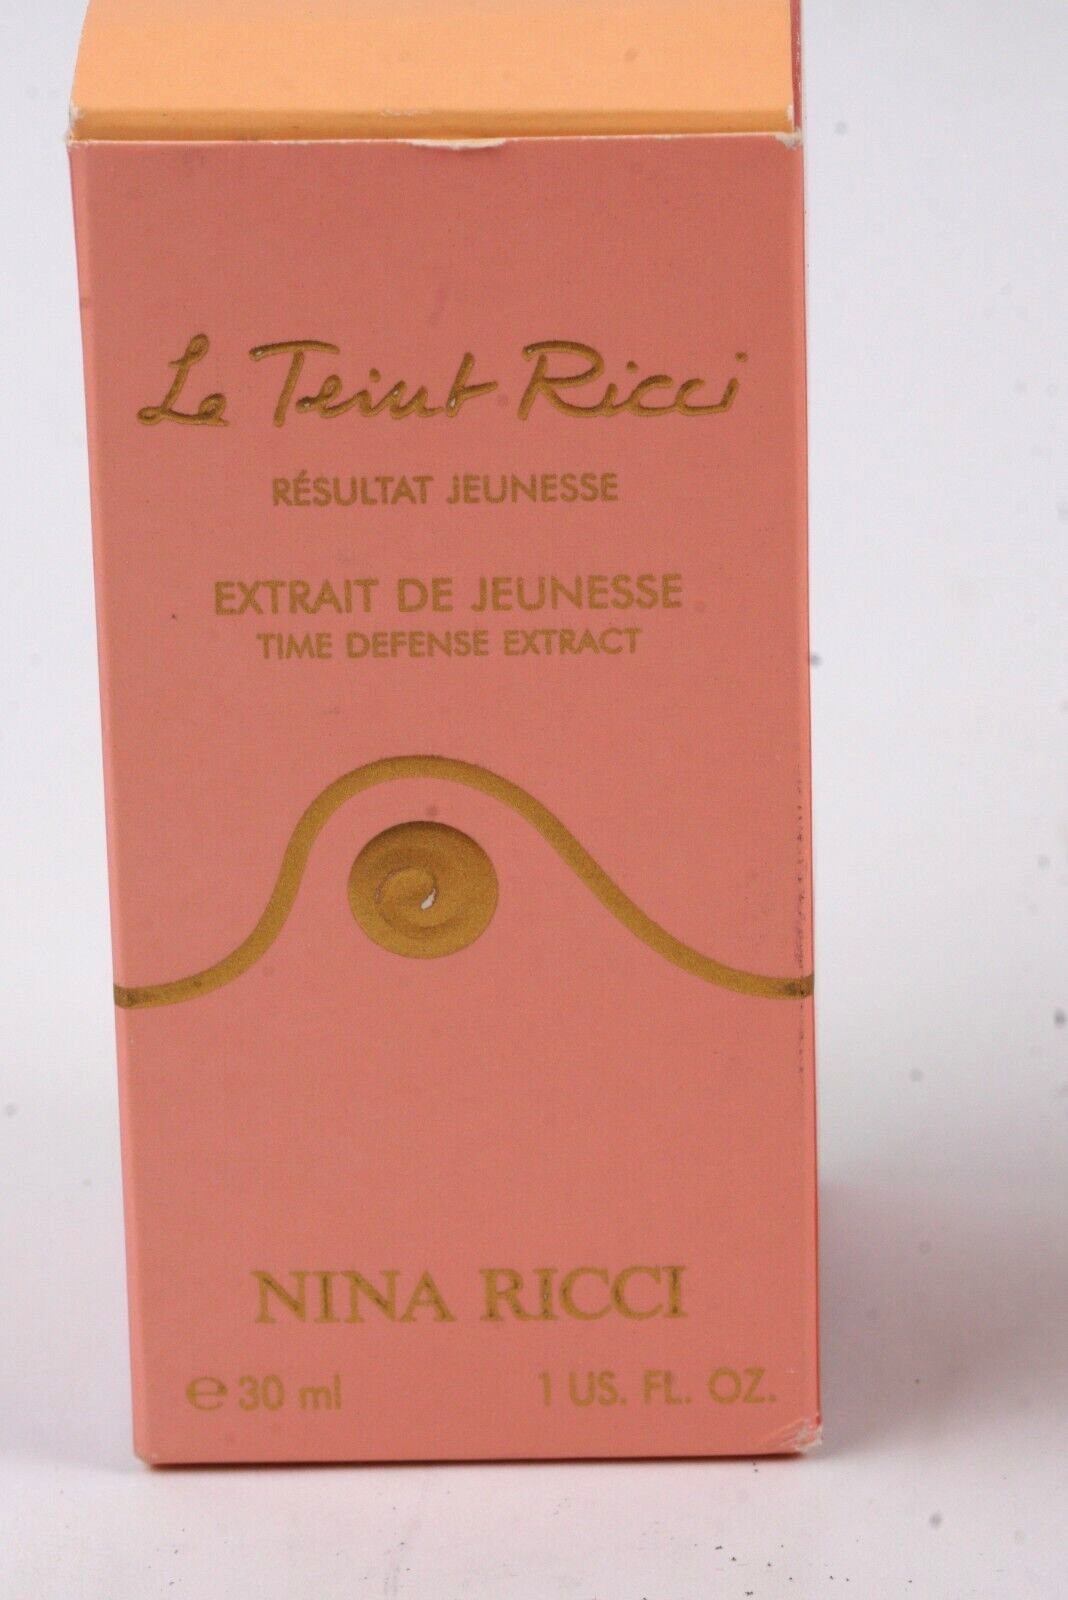 Le Teint Ricci
RÉSULTAT JEUNESSE
EXTRAIT DE JEUNESSE
TIME DEFENSE EXTRACT
NINA RICCI
℮ 30 ml 1 US. FL. OZ.